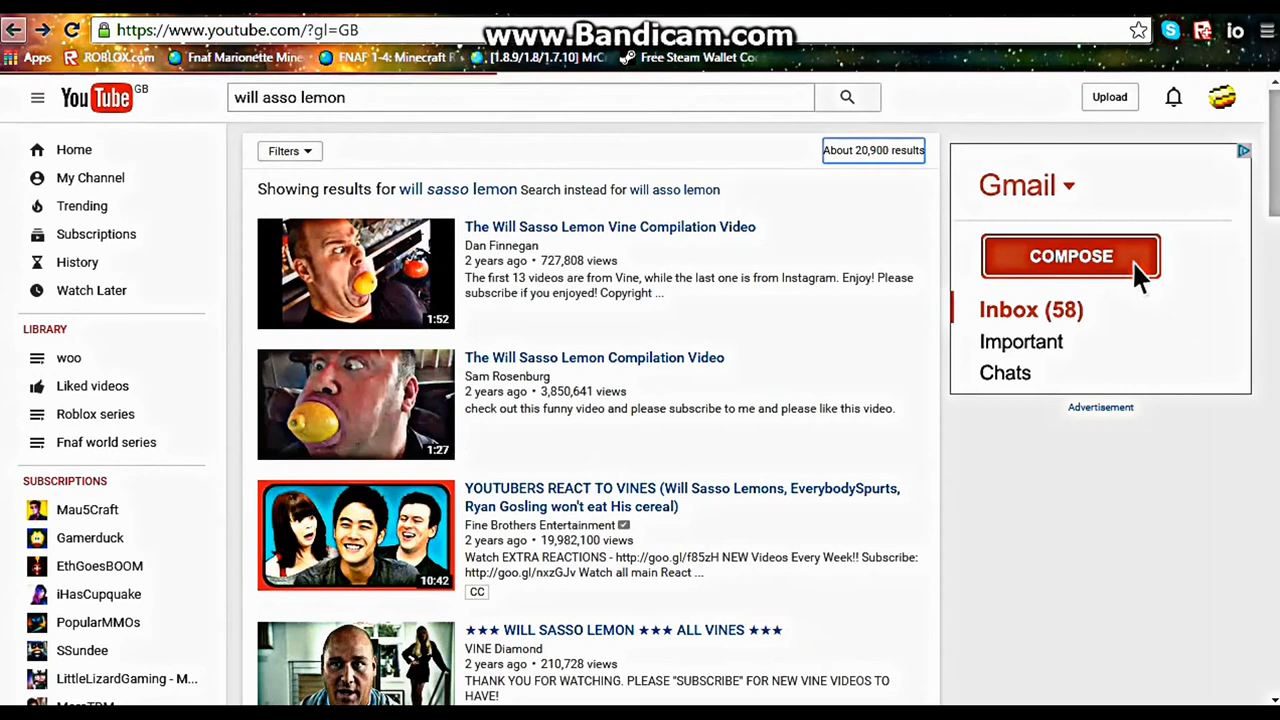 https://www.youtube.com/?gl=GB
www.Bandicam.com
Apps ROBLOX.com Fnaf Marionette Mine FNAF 1-4: Minecraft R [1.8.9/1.8/1.7.10] MrC Free Steam Wallet Co
YouTube GB
will asso lemon
Upload
Home
My Channel
Trending
Subscriptions
History
Watch Later
LIBRARY
woo
Liked videos
Roblox series
Fnaf world series
SUBSCRIPTIONS
Mau5Craft
Gamerduck
EthGoesBOOM
iHasCupquake
PopularMMOs
SSundee
LittleLizardGaming - M...
Filters
About 20,900 results
Showing results for will sasso lemon Search instead for will asso lemon
The Will Sasso Lemon Vine Compilation Video
Dan Finnegan
2 years ago • 727,808 views
The first 13 videos are from Vine, while the last one is from Instagram. Enjoy! Please
subscribe if you enjoyed! Copyright ...
1:52
The Will Sasso Lemon Compilation Video
Sam Rosenburg
2 years ago • 3,850,641 views
check out this funny video and please subscribe to me and please like this video.
1:27
YOUTUBERS REACT TO VINES (Will Sasso Lemons, EverybodySpurts,
Ryan Gosling won't eat His cereal)
Fine Brothers Entertainment
2 years ago • 19,982,100 views
Watch EXTRA REACTIONS - http://goo.gl/f85zH NEW Videos Every Week!! Subscribe:
http://goo.gl/nxzGJv Watch all main React ...
10:42
CC
★★★ WILL SASSO LEMON ★★★ ALL VINES ★★★
VINE Diamond
2 years ago • 210,728 views
THANK YOU FOR WATCHING. PLEASE "SUBSCRIBE" FOR NEW VINE VIDEOS TO
HAVE!
Gmail
COMPOSE
Inbox (58)
Important
Chats
Advertisement